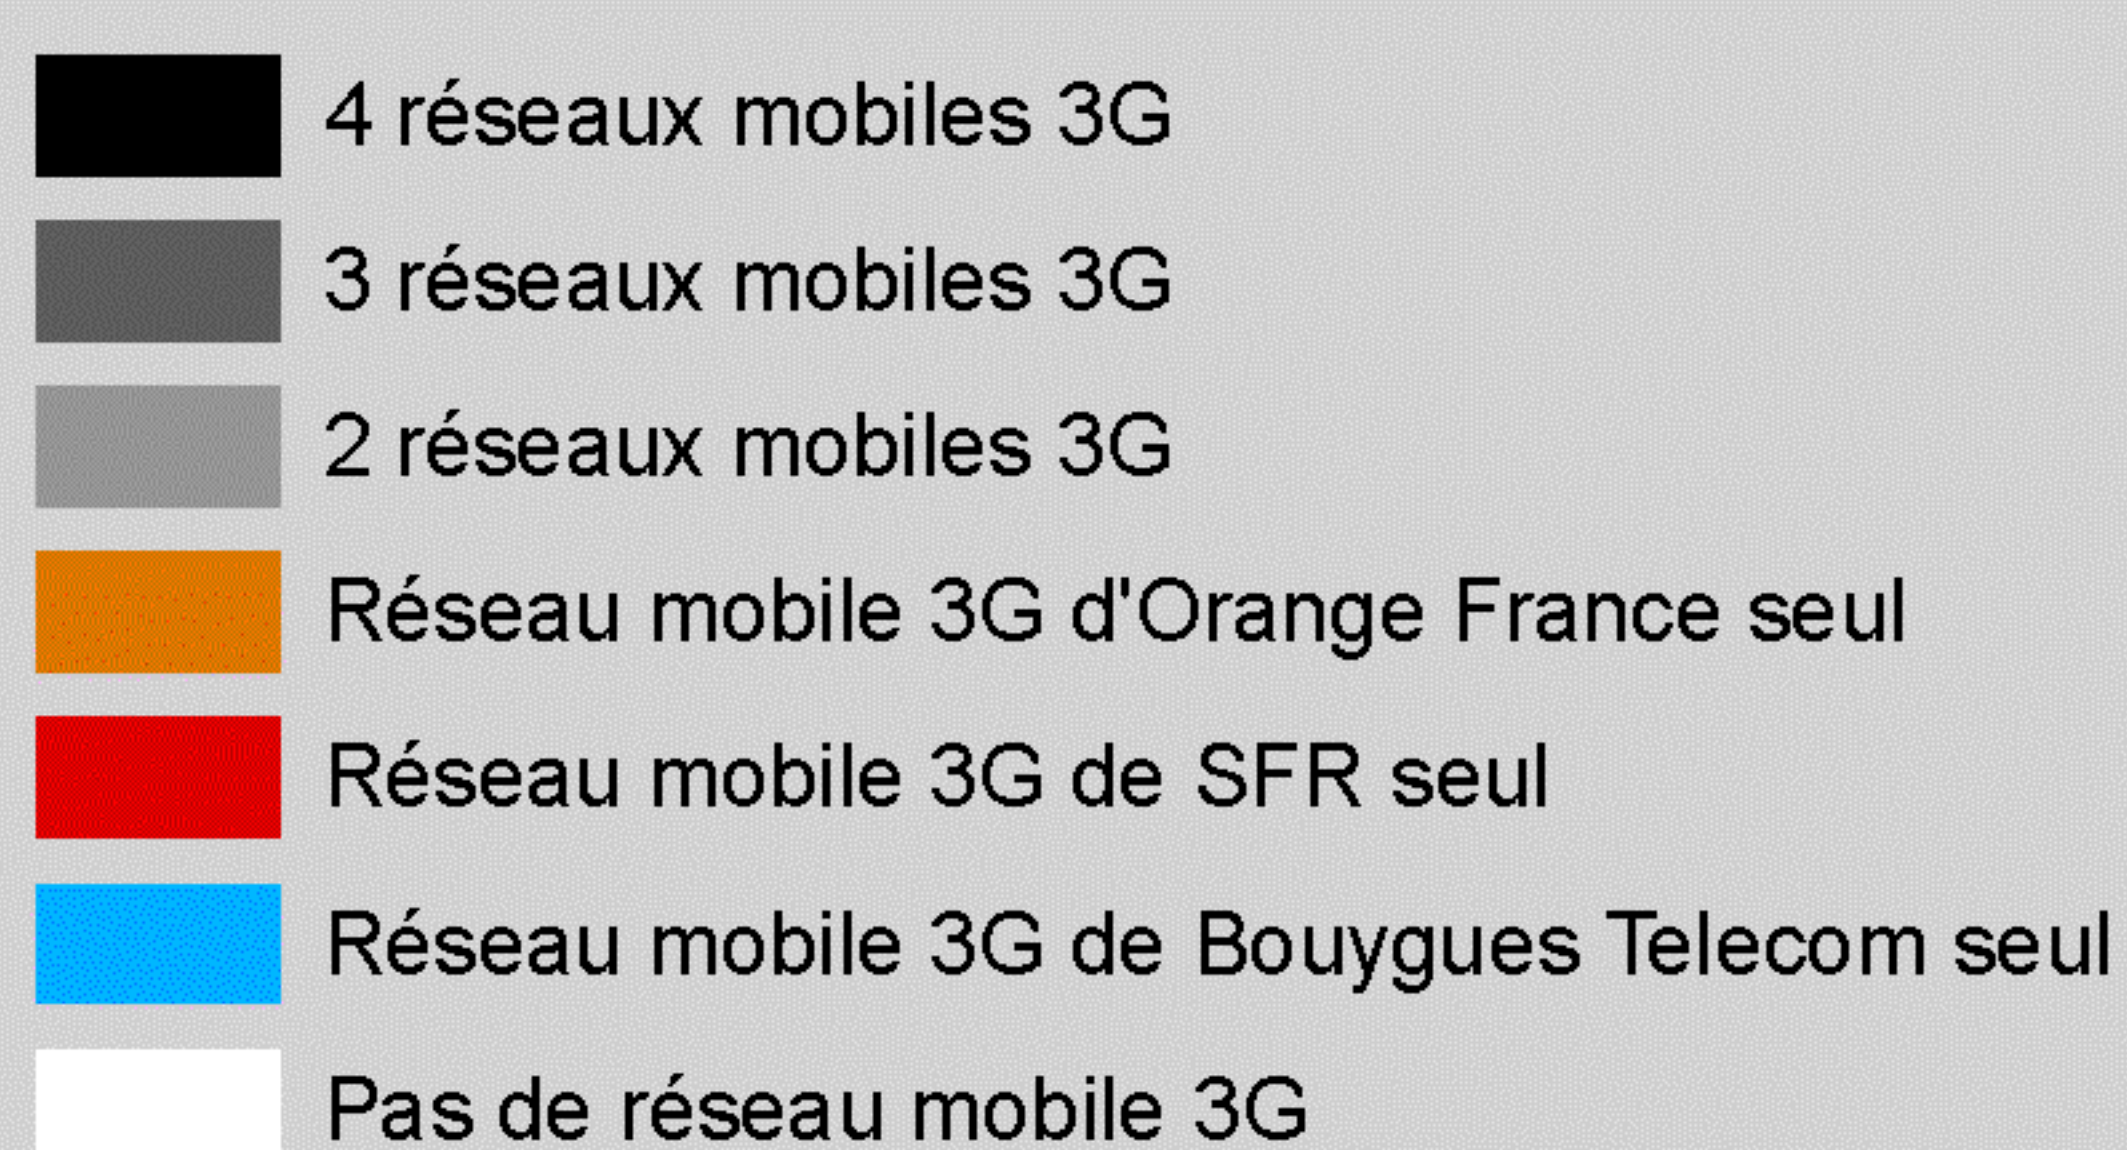 4 réseaux mobiles 3G
3 réseaux mobiles 3G
2 réseaux mobiles 3G
Réseau mobile 3G d'Orange France seul
Réseau mobile 3G de SFR seul
Réseau mobile 3G de Bouygues Telecom seul
Pas de réseau mobile 3G